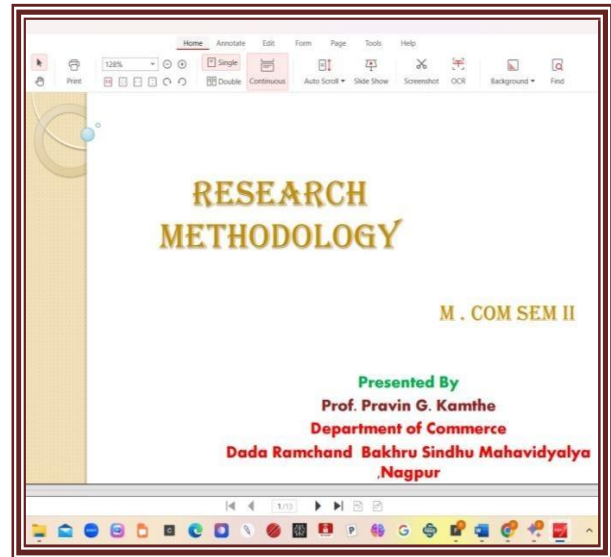 Home Annotate Edit Form Page Tools Help
128% Single
Print Double Continuous Auto Scroll Slide Show Screenshot OCR Background Find
RESEARCH
METHODOLOGY
M . COM SEM II
Presented By
Prof. Pravin G. Kamthe
Department of Commerce
Dada Ramchand Bakhru Sindhu Mahavidyalya
,Nagpur
1/13